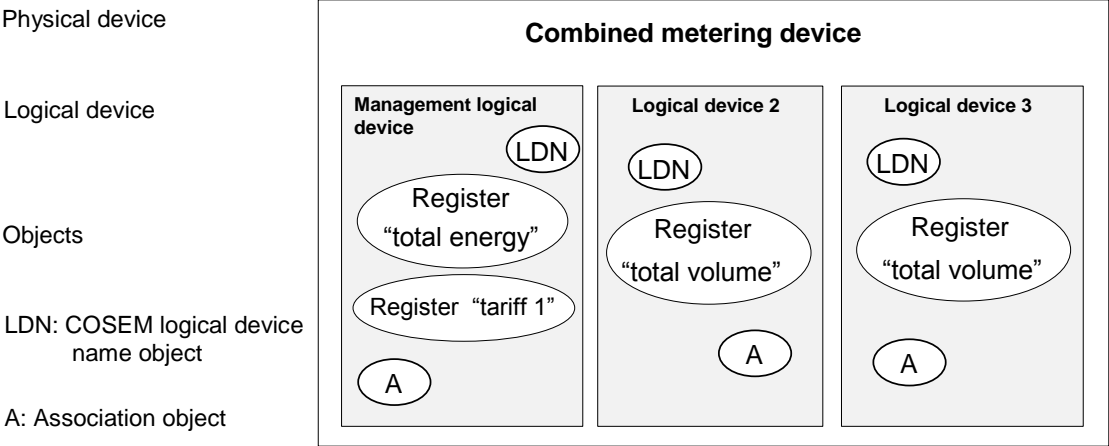 Physical device
Logical device
Objects
LDN: COSEM logical device
name object
A: Association object
Combined metering device
Management logical
device
LDN
Register
“total energy”
Register “tariff 1”
A
Logical device 2
LDN
Register
“total volume”
A
Logical device 3
LDN
Register
“total volume”
A